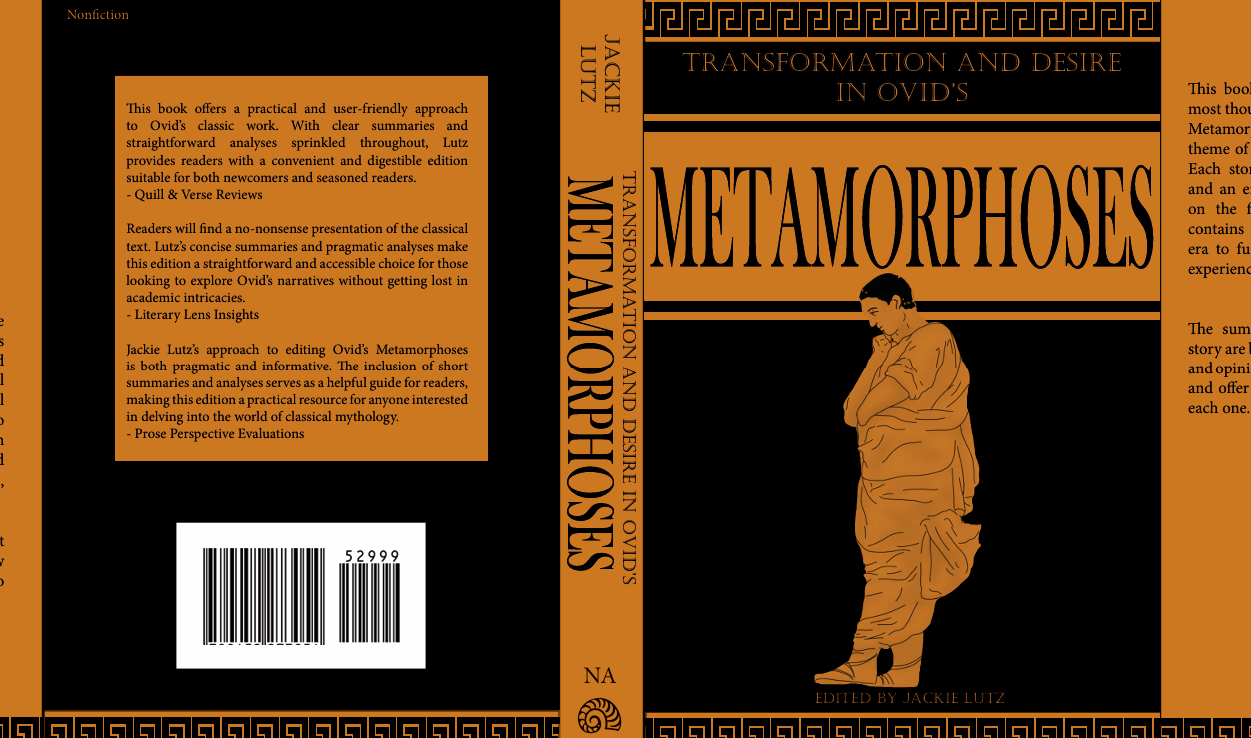 Nonfiction
This book offers a practical and user-friendly approach
to Ovid's classic work. With clear summaries and
straightforward analyses sprinkled throughout, Lutz
provides readers with a convenient and digestible edition
suitable for both newcomers and seasoned readers.
- Quill & Verse Reviews
Readers will find a no-nonsense presentation of the classical
text. Lutz's concise summaries and pragmatic analyses make
this edition a straightforward and accessible choice for those
looking to explore Ovid's narratives without getting lost in
academic intricacies.
- Literary Lens Insights
Jackie Lutz's approach to editing Ovid's Metamorphoses
is both pragmatic and informative. The inclusion of short
summaries and analyses serves as a helpful guide for readers,
making this edition a practical resource for anyone interested
in delving into the world of classical mythology.
- Prose Perspective Evaluations
52999
JACKIE
LUTZ
TRANSFORMATION AND DESIRE IN OVID'S
METAMORPHOSES
NA
TRANSFORMATION AND DESIRE
IN OVID'S
METAMORPHOSES
EDITED BY JACKIE LUTZ
This
most
theme of
Each
and an
on the
contains
era to
The
story are
and
and offer
each one.